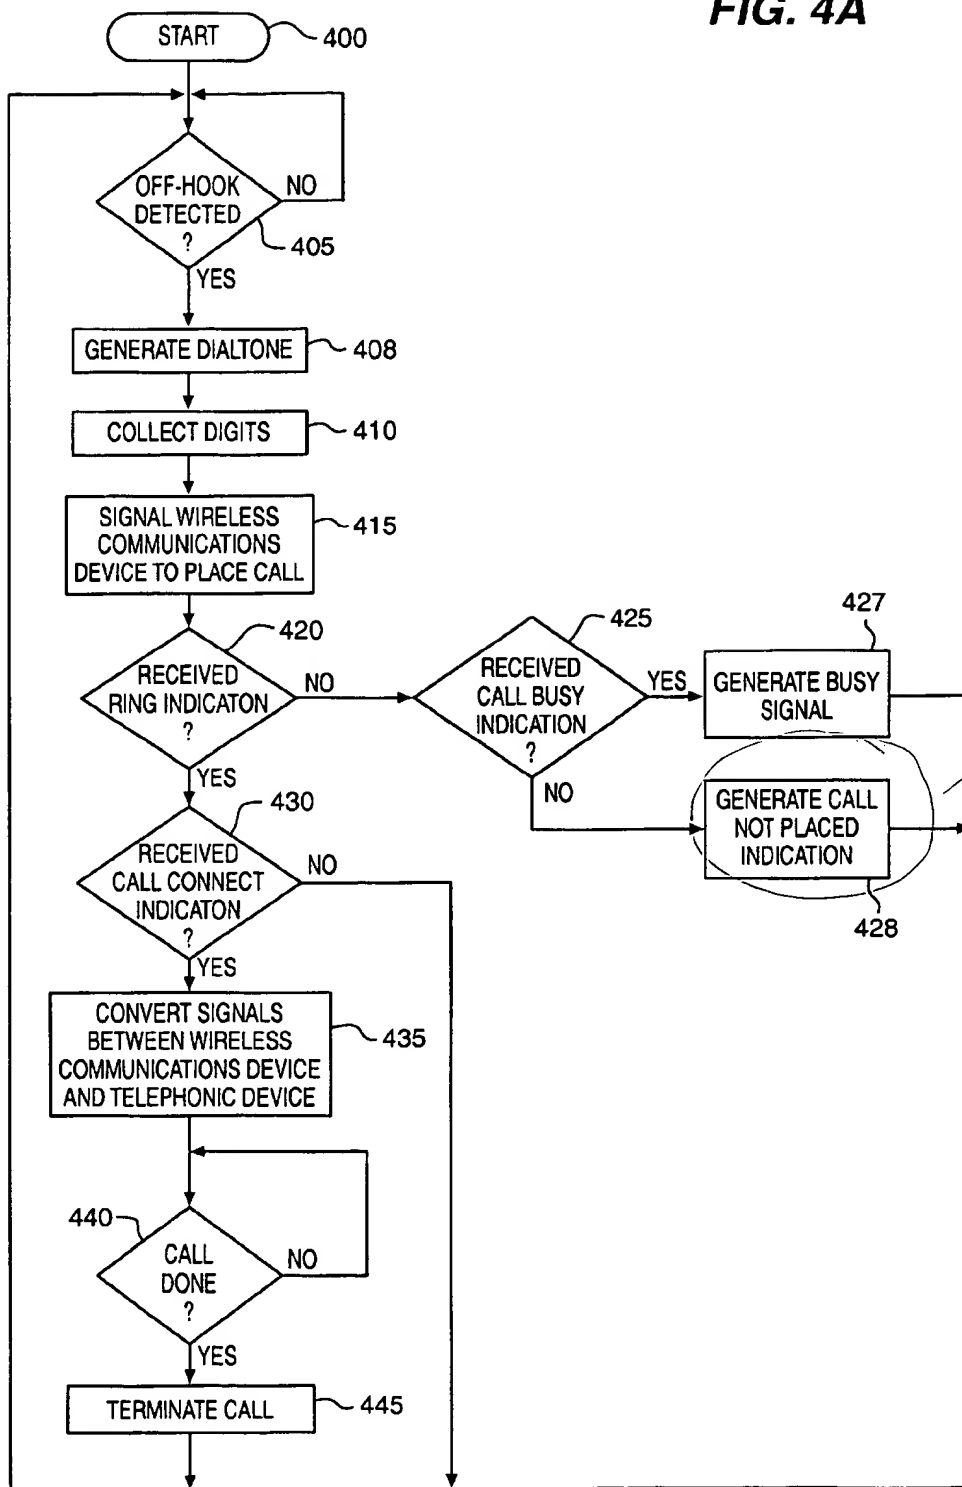 FIG. 4A
START
400
OFF-HOOK
DETECTED
?
NO
405
YES
GENERATE DIALTONE
408
COLLECT DIGITS
410
SIGNAL WIRELESS
COMMUNICATIONS
DEVICE TO PLACE CALL
415
420
RECEIVED
RING INDICATON
?
NO
YES
425
RECEIVED
CALL BUSY
INDICATION
?
YES
NO
427
GENERATE BUSY
SIGNAL
GENERATE CALL
NOT PLACED
INDICATION
428
430
RECEIVED
CALL CONNECT
INDICATON
?
NO
YES
CONVERT SIGNALS
BETWEEN WIRELESS
COMMUNICATIONS DEVICE
AND TELEPHONIC DEVICE
435
440
CALL
DONE
?
NO
YES
TERMINATE CALL
445